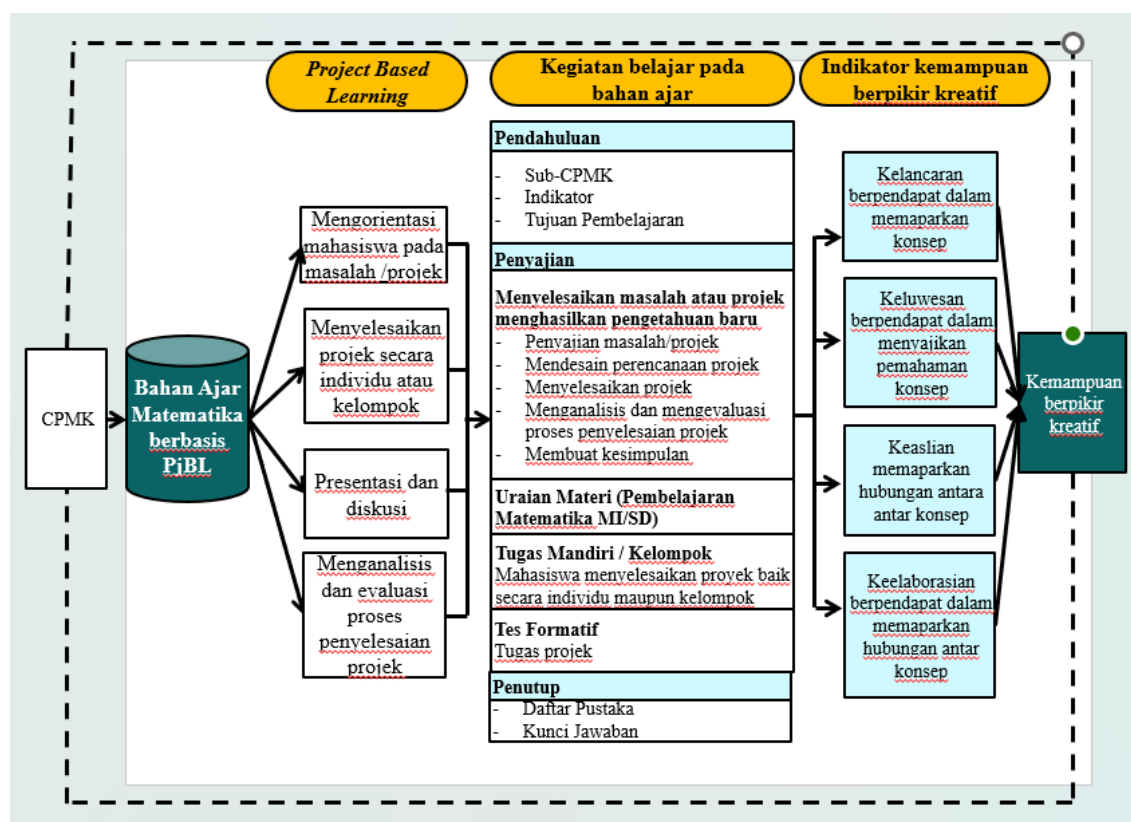 Project Based
Learning
Kegiatan belajar pada
bahan ajar
Indikator kemampuan
berpikir kreatif
CPMK
Bahan Ajar
Matematika
berbasis
PjBL
Mengorientasi
mahasiswa pada
masalah /projek
Menyelesaikan
projek secara
individu atau
kelompok
Presentasi dan
diskusi
Menganalisis
dan evaluasi
proses
penyelesaian
projek
Pendahuluan
- Sub-CPMK
- Indikator
- Tujuan Pembelajaran
Penyajian
Menyelesaikan masalah atau projek
menghasilkan pengetahuan baru
- Penyajian masalah/projek
- Mendesain perencanaan projek
- Menyelesaikan projek
- Menganalisis dan mengevaluasi
proses penyelesaian projek
- Membuat kesimpulan
Uraian Materi (Pembelajaran
Matematika MI/SD)
Tugas Mandiri / Kelompok
Mahasiswa menyelesaikan proyek baik
secara individu maupun kelompok
Tes Formatif
Tugas projek
Penutup
- Daftar Pustaka
- Kunci Jawaban
Kelancaran
berpendapat dalam
memaparkan
konsep
Keluwesan
berpendapat dalam
menyajikan
pemahaman
konsep
Keaslian
memaparkan
hubungan antara
antar konsep
Keelaborasian
berpendapat dalam
memaparkan
hubungan antar
konsep
Kemampuan
berpikir
kreatif